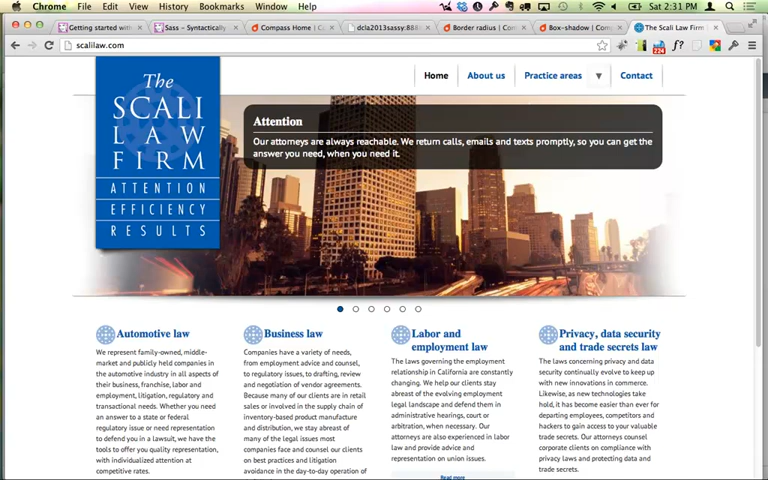 Chrome File Edit View History Bookmarks Window Help Sat 2:31 PM
Getting started with Sass – Syntactically Compass Home | C dcla2013sassy:888 Border radius | Com Box-shadow | Comp The Scali Law Firm
scalilaw.com
224 f?
Home About us Practice areas ▼ Contact
The
SCALI
LAW
FIRM
ATTENTION
EFFICIENCY
RESULTS
Attention
Our attorneys are always reachable. We return calls, emails and texts promptly, so you can get the
answer you need, when you need it.
Automotive law
We represent family-owned, middle-
market and publicly held companies in
the automotive industry in all aspects of
their business, franchise, labor and
employment, litigation, regulatory and
transactional needs. Whether you need
an answer to a state or federal
regulatory issue or need representation
to defend you in a lawsuit, we have the
tools to offer you quality representation,
with individualized attention at
competitive rates.
Business law
Companies have a variety of needs,
from employment advice and counsel,
to regulatory issues, to drafting, review
and negotiation of vendor agreements.
Because many of our clients are in retail
sales or involved in the supply chain of
inventory-based product manufacture
and distribution, we stay abreast of
many of the legal issues most
companies face and counsel our clients
on best practices and litigation
avoidance in the day-to-day operation of
Labor and
employment law
The laws governing the employment
relationship in California are constantly
changing. We help our clients stay
abreast of the evolving employment
legal landscape and defend them in
administrative hearings, court or
arbitration, when necessary. Our
attorneys are also experienced in labor
law and provide advice and
representation on union issues.
Read more
Privacy, data security
and trade secrets law
The laws concerning privacy and data
security continually evolve to keep up
with new innovations in commerce.
Likewise, as new technologies take
hold, it has become easier than ever for
departing employees, competitors and
hackers to gain access to your valuable
trade secrets. Our attorneys counsel
corporate clients on compliance with
privacy laws and protecting data and
trade secrets.